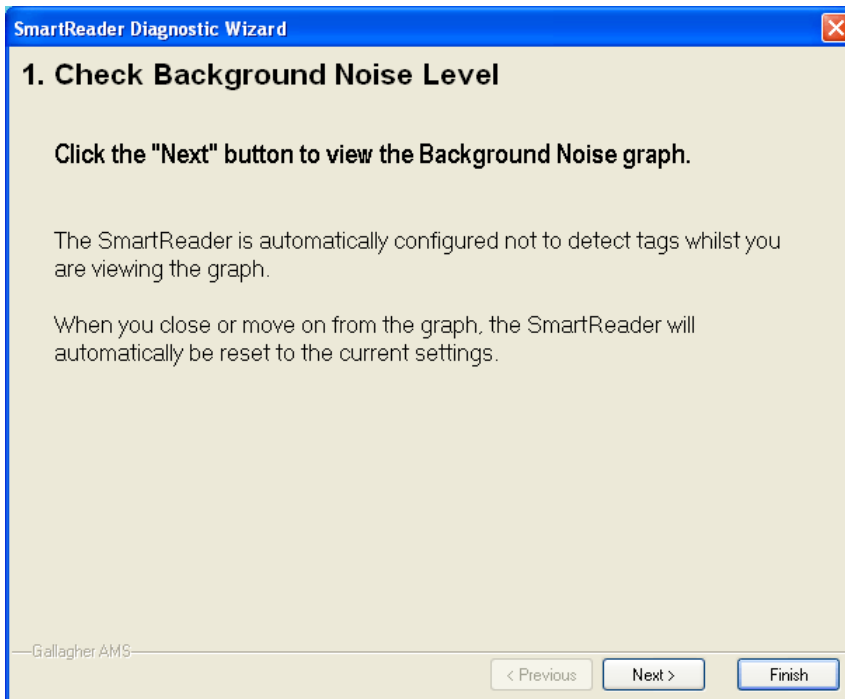 SmartReader Diagnostic Wizard
1. Check Background Noise Level
Click the "Next" button to view the Background Noise graph.
The SmartReader is automatically configured not to detect tags whilst you
are viewing the graph.
When you close or move on from the graph, the SmartReader will
automatically be reset to the current settings.
Gallagher AMS
< Previous Next > Finish